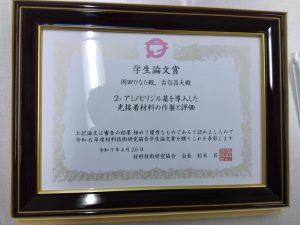 学生論文賞
岡田ひなた殿、古谷昌大殿
2-アミノピリジル基を導入した
光接着材料の作製と評価
上記論文は審査の結果極めて優秀なものであると認めましたので
令和6年度材料技術研究協会学生論文賞を贈りこれを表彰します
令和7年4月26日
材料技術研究協会 会長 鈴木 昇